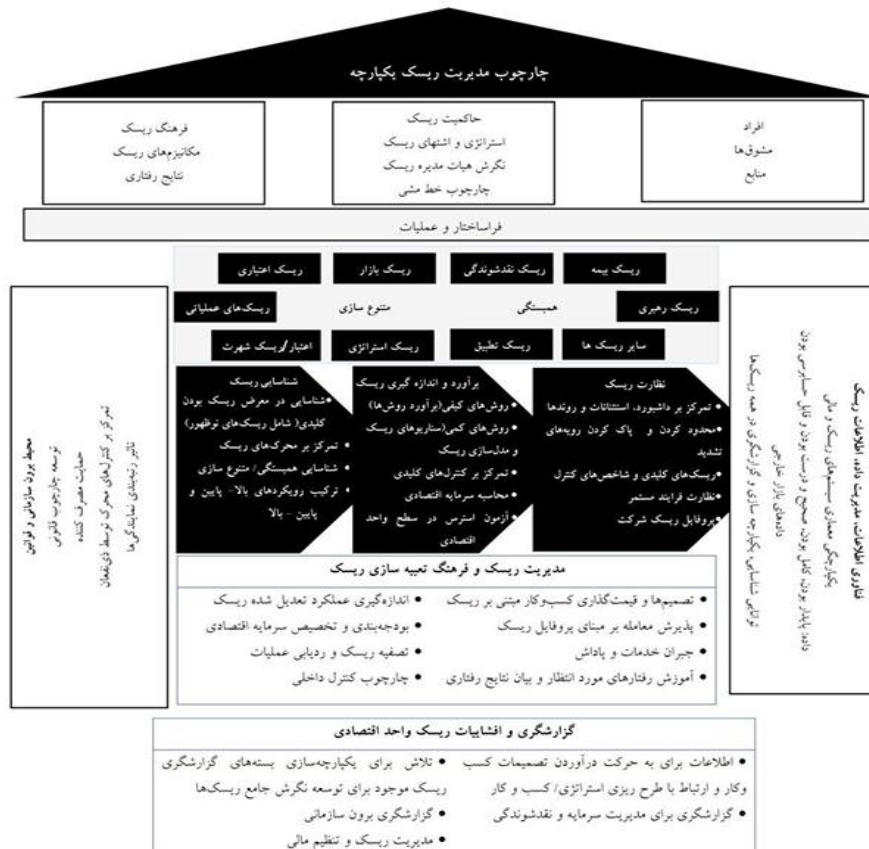 چارچوب مدیریت ریسک یکپارچه
افراد
مشوق‌ها
منابع
حاکمیت ریسک
استراتژی و اشتهای ریسک
نگرش هیات مدیره ریسک
چارچوب خط مشی
فرهنگ ریسک
مکانیزم‌های ریسک
نتایج رفتاری
فراساختار و عملیات
ریسک بیمه
ریسک نقدشوندگی
ریسک بازار
ریسک اعتباری
ریسک رهبری
همبستگی
متنوع سازی
ریسک‌های عملیاتی
سایر ریسک ها
ریسک تطبیق
ریسک استراتژی
اعتبار/ریسک شهرت
فناوری اطلاعات، مدیریت داده، اطلاعات ریسک
یکپارچگی معماری سیستم‌های ریسک و مالی
داده: پایدار بودن، کامل بودن، صحیح و درست بودن و قابل حسابرسی بودن
داده‌های بازار خارجی
توانایی شناسایی، یکپارچه سازی و گزارشگری در همه ریسک‌ها
نظارت ریسک
• تمرکز بر داشبورد، استثنائات و روندها
• محدود کردن و پاک کردن رویه‌های
تشدید
• ریسک‌های کلیدی و شاخص‌های کنترل
• نظارت فرایند مستمر
• پروفایل ریسک شرکت
برآورد و اندازه گیری ریسک
• روش‌های کیفی(برآورد روش‌ها)
• روش‌های کمی(سناریوهای ریسک
و مدل‌سازی ریسک
• تمرکز بر کنترل‌های کلیدی
• محاسبه سرمایه اقتصادی
• آزمون استرس در سطح واحد
اقتصادی
شناسایی ریسک
• شناسایی در معرض ریسک بودن
کلیدی( شامل ریسک‌های نوظهور)
• تمرکز بر محرک‌های ریسک
• شناسایی همبستگی/ متنوع سازی
• ترکیب رویکردهای بالا– پایین و
پایین – بالا
محیط برون سازمانی و قوانین
توسعه چارچوب قانونی
حمایت مصرف کننده
تمرکز بر کنترل‌های محرک توسط ذی‌نفعان
تاثیر رتبه‌بندی نمایندگی‌ها
مدیریت ریسک و فرهنگ تعبیه سازی ریسک
• تصمیم‌ها و قیمت‌گذاری کسب‌وکار مبتنی بر ریسک
• پذیرش معامله بر مبنای پروفایل ریسک
• جبران خدمات و پاداش
• آموزش رفتارهای مورد انتظار و بیان نتایج رفتاری
• اندازه‌گیری عملکرد تعدیل شده ریسک
• بودجه‌بندی و تخصیص سرمایه اقتصادی
• تصفیه ریسک و ردیابی عملیات
• چارچوب کنترل داخلی
گزارشگری و افشاییات ریسک واحد اقتصادی
• اطلاعات برای به حرکت درآوردن تصمیمات کسب
وکار و ارتباط با طرح ریزی استراتژی/ کسب و کار
• گزارشگری برای مدیریت سرمایه و نقدشوندگی
• تلاش برای یکپارچه‌سازی بسته‌های گزارشگری
ریسک موجود برای توسعه نگرش جامع ریسک‌ها
• گزارشگری برون سازمانی
• مدیریت ریسک و تنظیم مالی